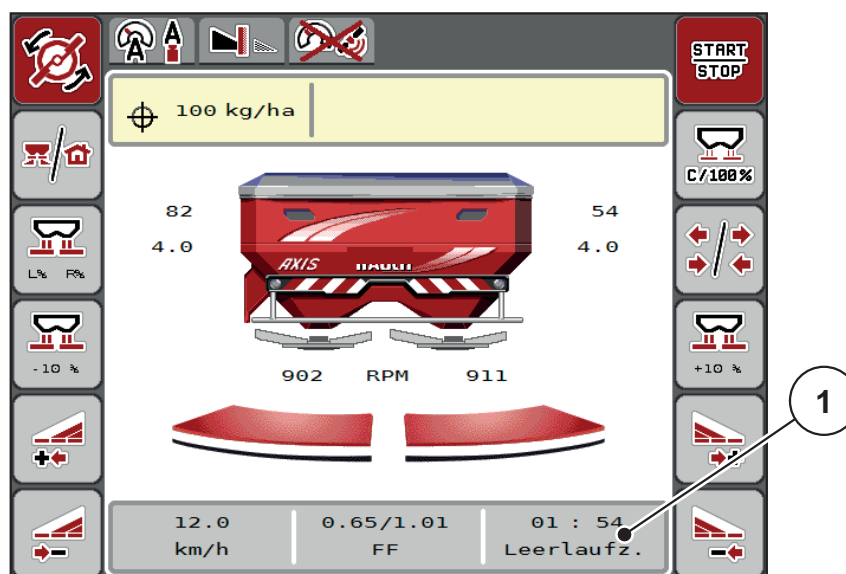 A A
START
STOP
100 kg/ha
C/100%
82 54
4.0 4.0
AXIS RAUCH
L% R%
-10 % +10 %
902 RPM 911
1
12.0 0.65/1.01 01 : 54
km/h FF Leerlaufz.